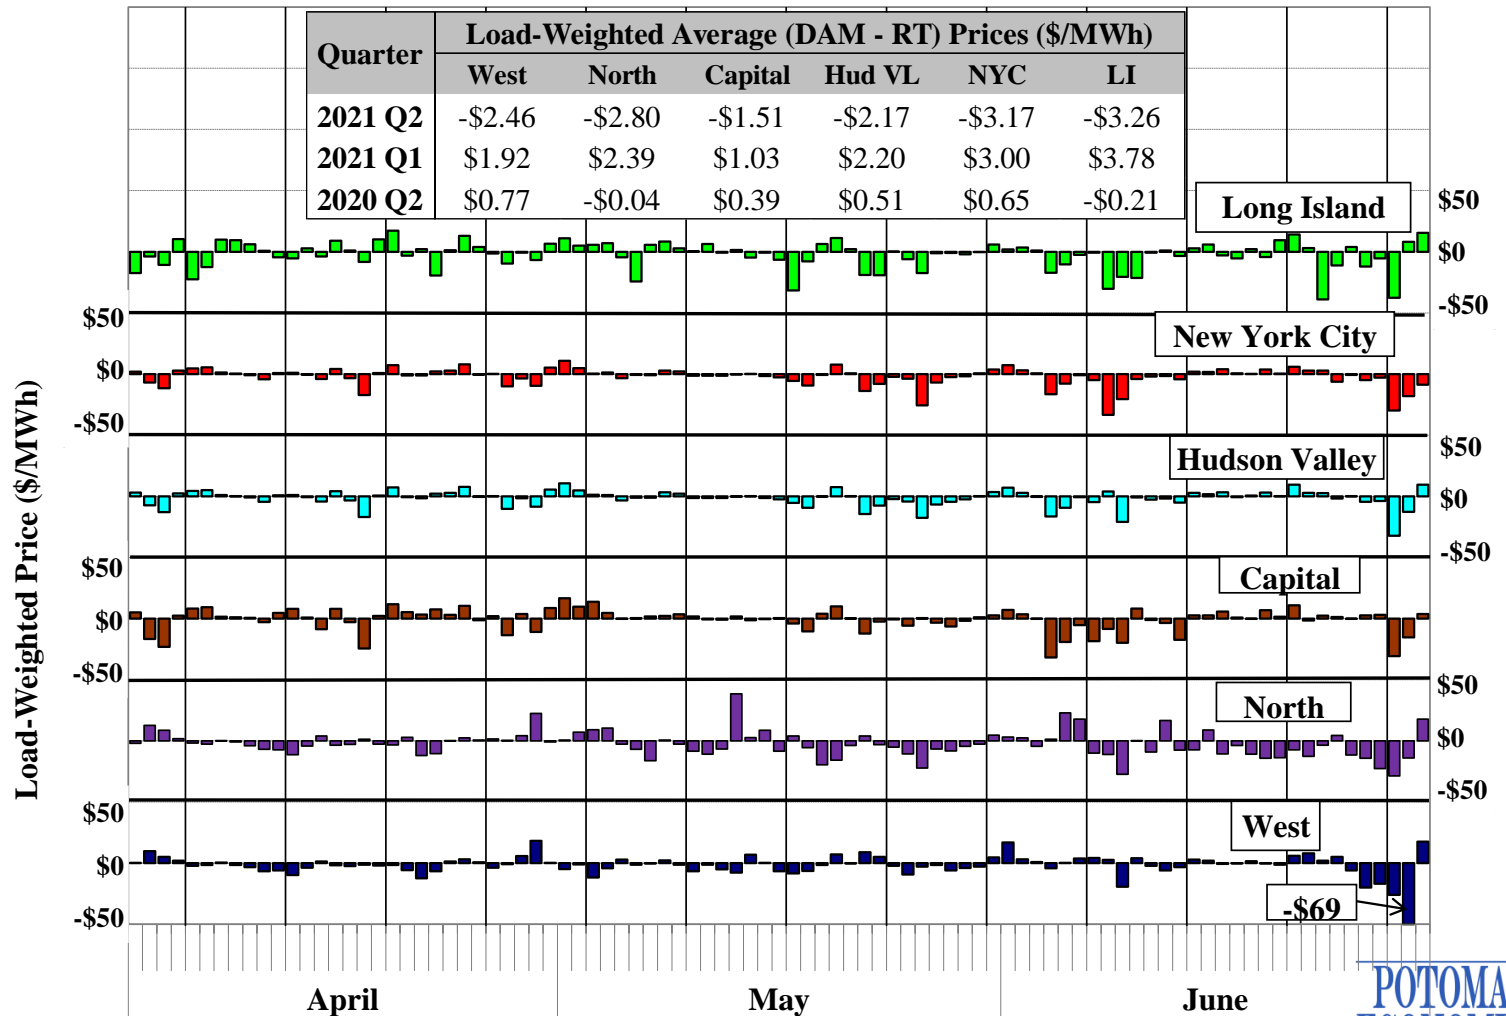 Load-Weighted Average (DAM - RT) Prices ($/MWh)
Quarter
West North Capital Hud VL NYC LI
2021 Q2 -$2.46 -$2.80 -$1.51 -$2.17 -$3.17 -$3.26
2021 Q1 $1.92 $2.39 $1.03 $2.20 $3.00 $3.78
2020 Q2 $0.77 -$0.04 $0.39 $0.51 $0.65 -$0.21
Long Island
$50
$0
-$50
$50
New York City
$0
-$50
Hudson Valley
$50
$0
-$50
$50
Capital
$0
-$50
$50
North
$0
-$50
$50
West
$0
-$69
-$50
Load-Weighted Price ($/MWh)
April May June
POTOMA